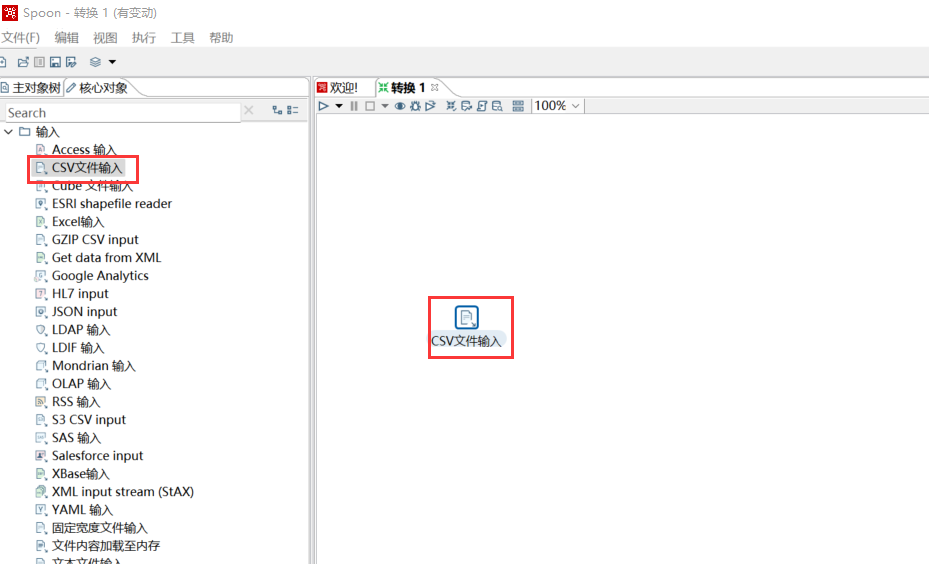 Spoon - 转换 1 (有变动)
文件(F) 编辑 视图 执行 工具 帮助
主对象树 核心对象
欢迎! 转换 1
Search
100%
输入
Access 输入
CSV文件输入
Cube 文件输入
ESRI shapefile reader
Excel输入
GZIP CSV input
Get data from XML
Google Analytics
HL7 input
JSON input
LDAP 输入
LDIF 输入
Mondrian 输入
OLAP 输入
RSS 输入
S3 CSV input
SAS 输入
Salesforce input
XBase输入
XML input stream (StAX)
YAML 输入
固定宽度文件输入
文件内容加载至内存
文本文件输入
CSV文件输入